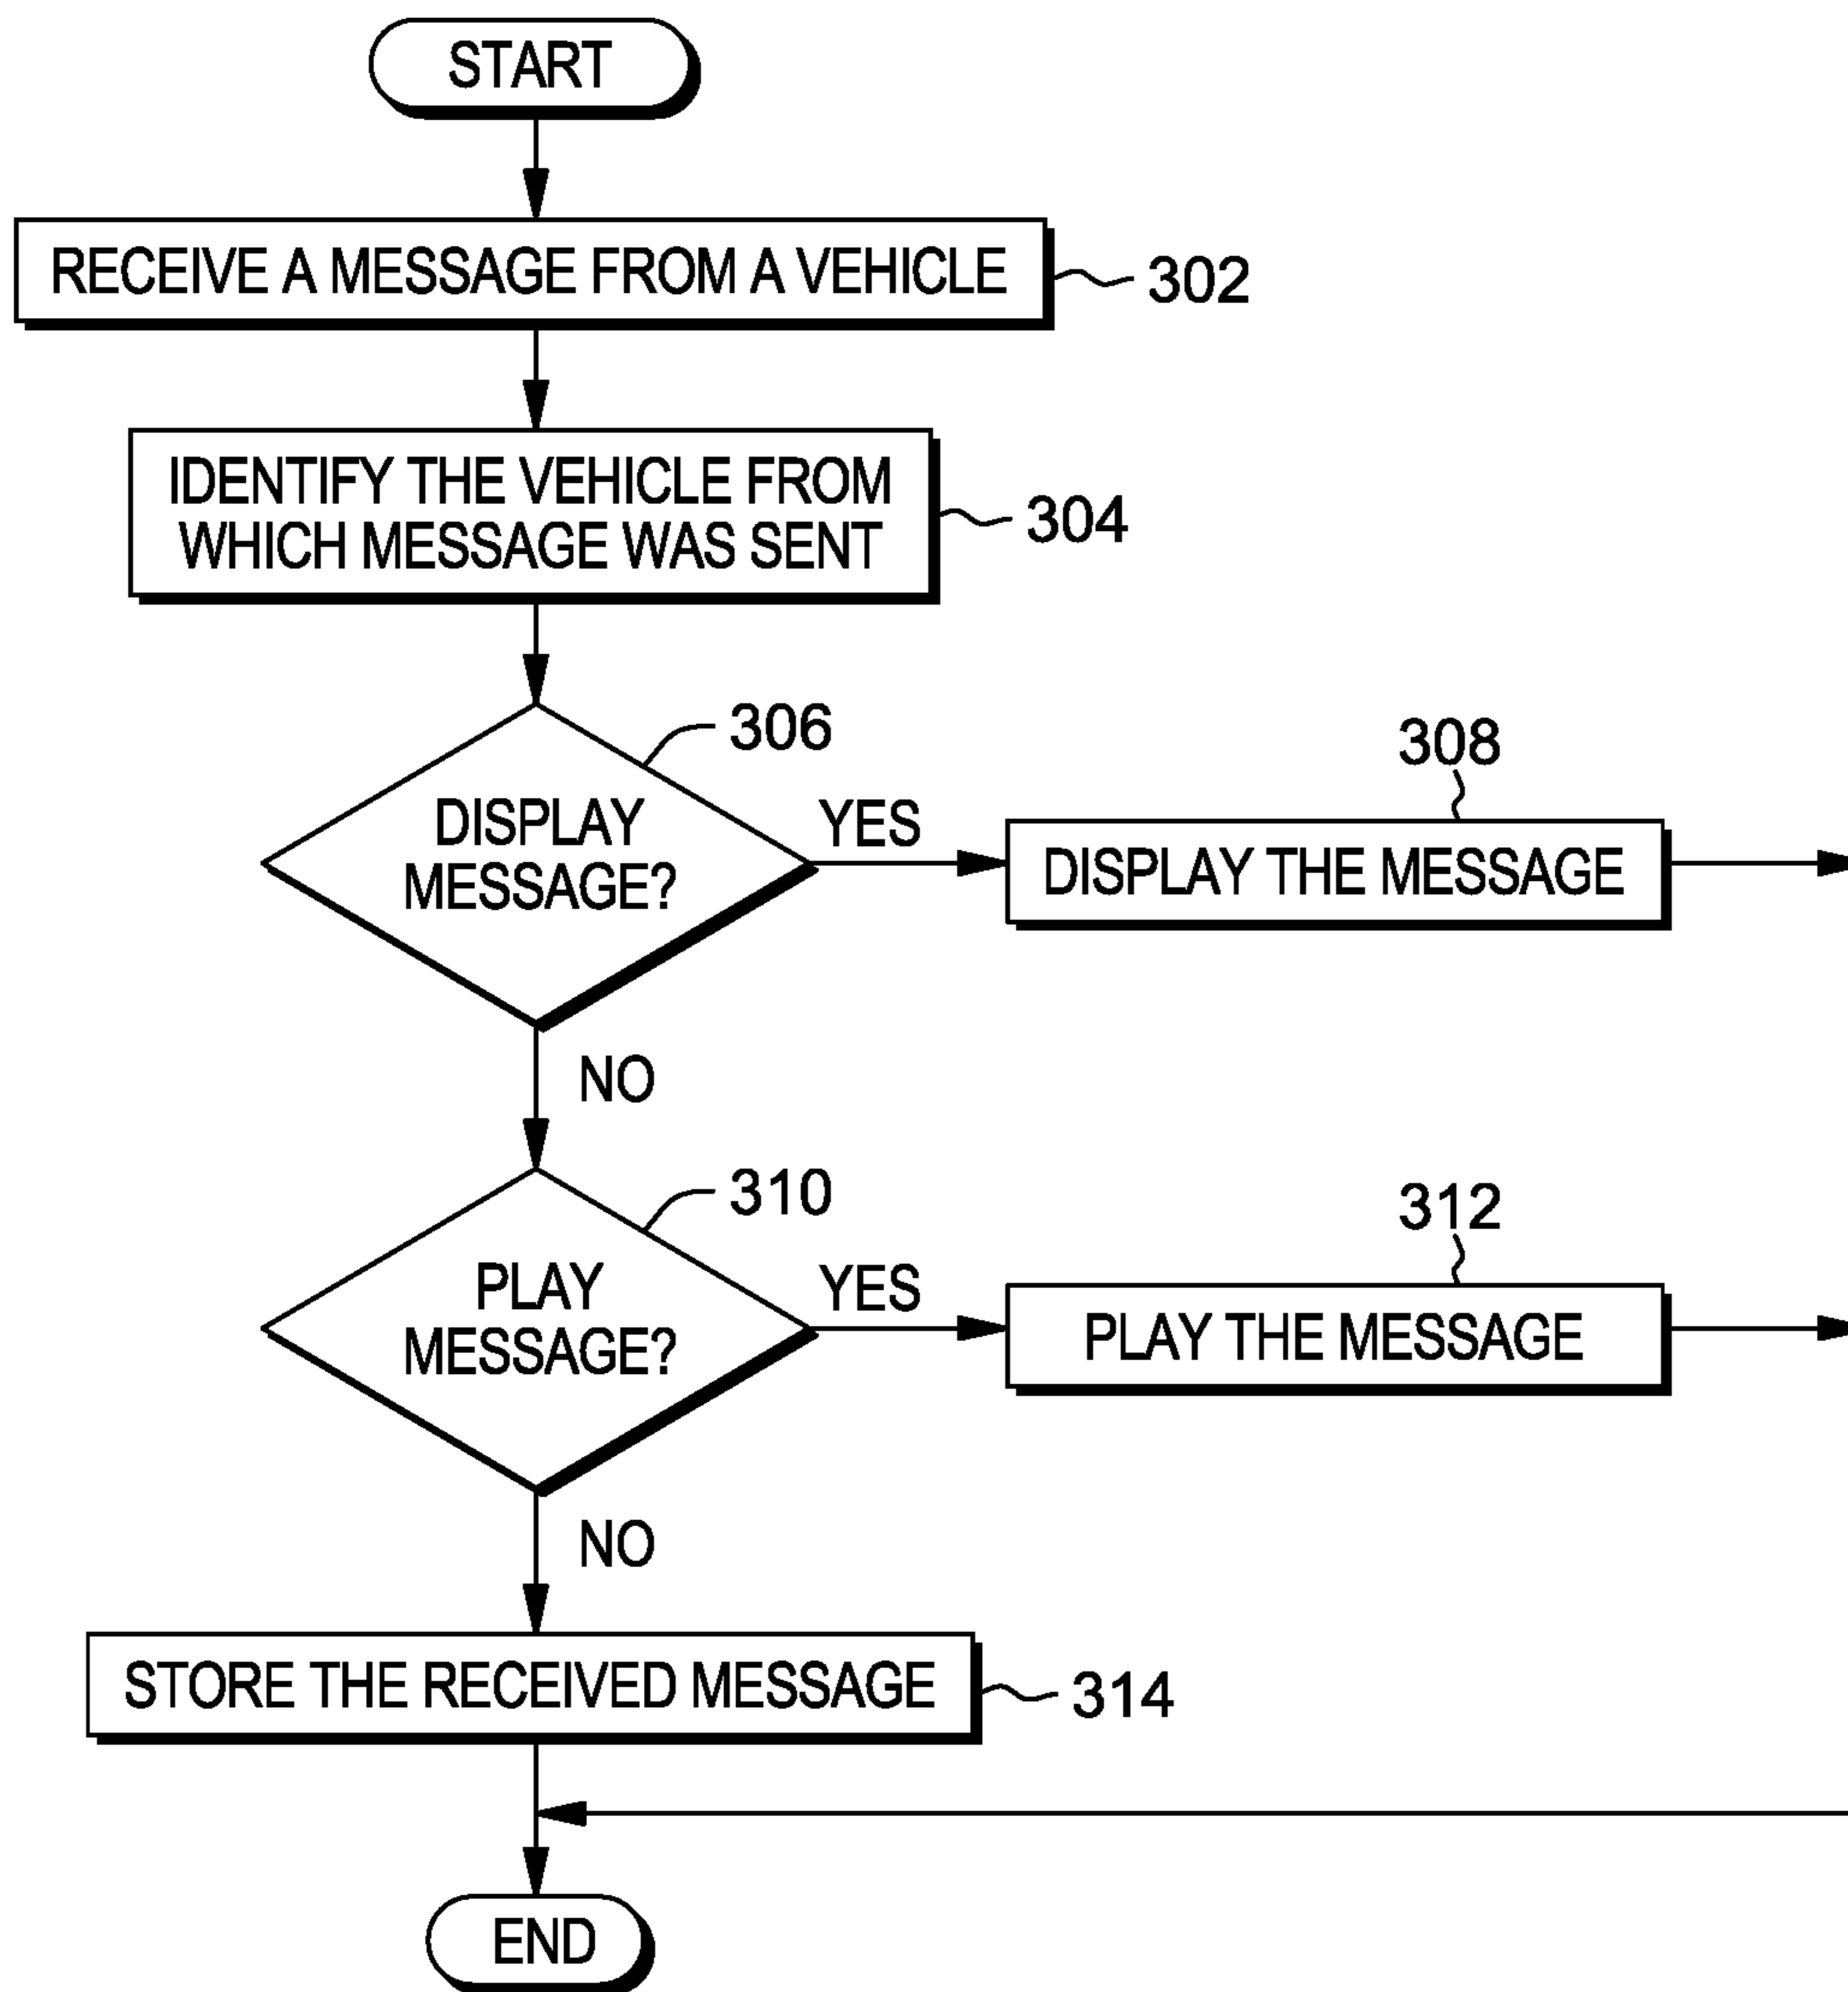 START
RECEIVE A MESSAGE FROM A VEHICLE
302
IDENTIFY THE VEHICLE FROM
WHICH MESSAGE WAS SENT
304
306
DISPLAY
MESSAGE?
YES
308
DISPLAY THE MESSAGE
NO
310
PLAY
MESSAGE?
YES
312
PLAY THE MESSAGE
NO
STORE THE RECEIVED MESSAGE
314
END